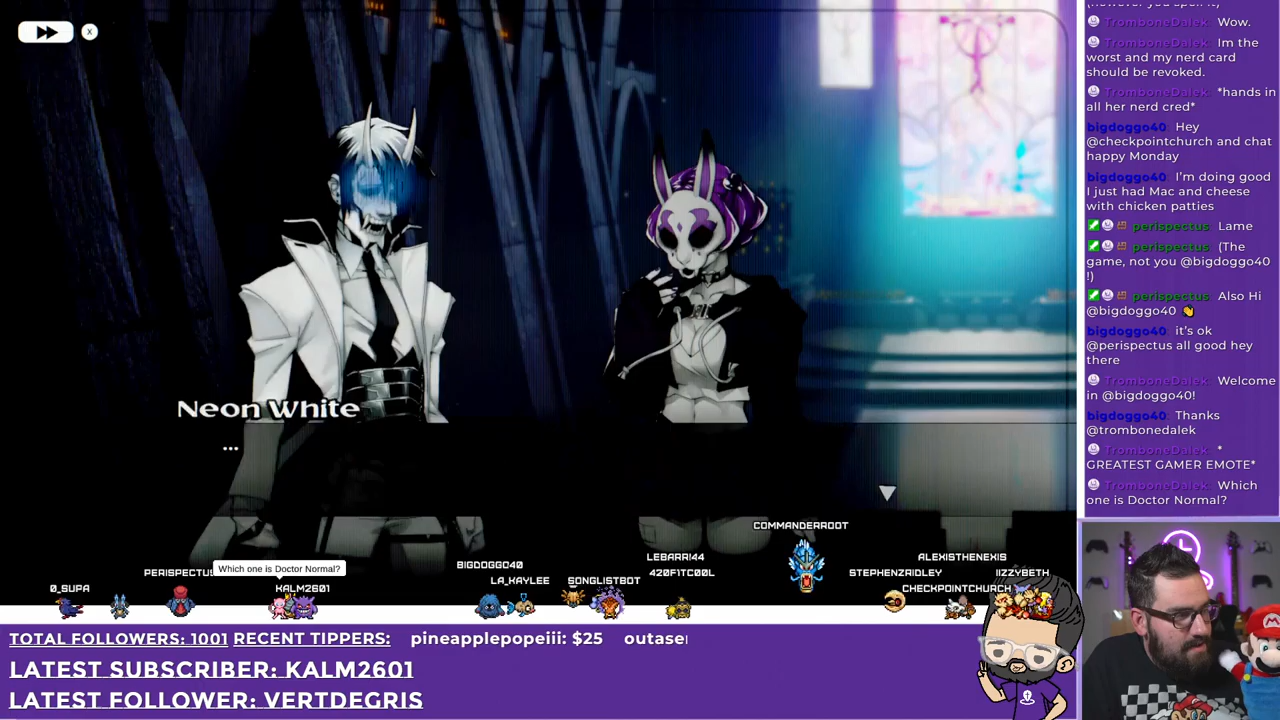 X
Neon White
...
(however you spell it)
TromboneDalek: Wow.
TromboneDalek: Im the
worst and my nerd card
should be revoked.
TromboneDalek: *hands in
all her nerd cred*
bigdoggo40: Hey
@checkpointchurch and chat
happy Monday
bigdoggo40: I'm doing good
I just had Mac and cheese
with chicken patties
perispectus: Lame
perispectus: (The
game, not you @bigdoggo40
!)
perispectus: Also Hi
@bigdoggo40 👋
bigdoggo40: it's ok
@perispectus all good hey
there
TromboneDalek: Welcome
in @bigdoggo40!
bigdoggo40: Thanks
@trombonedalek
TromboneDalek: *
GREATEST GAMER EMOTE*
TromboneDalek: Which
one is Doctor Normal?
COMMANDERROOT
Which one is Doctor Normal?
0_SUPA
PERISPECTUS
KALM2601
BIGDOGGO40
LA_KAYLEE
SONGLISTBOT
LEBARR!44
420F1TC00L
STEPHENZRIDLEY
ALEXISTHENEXIS
IIZZYBETH
CHECKPOINTCHURCH
TOTAL FOLLOWERS: 1001 RECENT TIPPERS: pineapplepopeiii: $25 outase
LATEST SUBSCRIBER: KALM2601
LATEST FOLLOWER: VERTDEGRIS